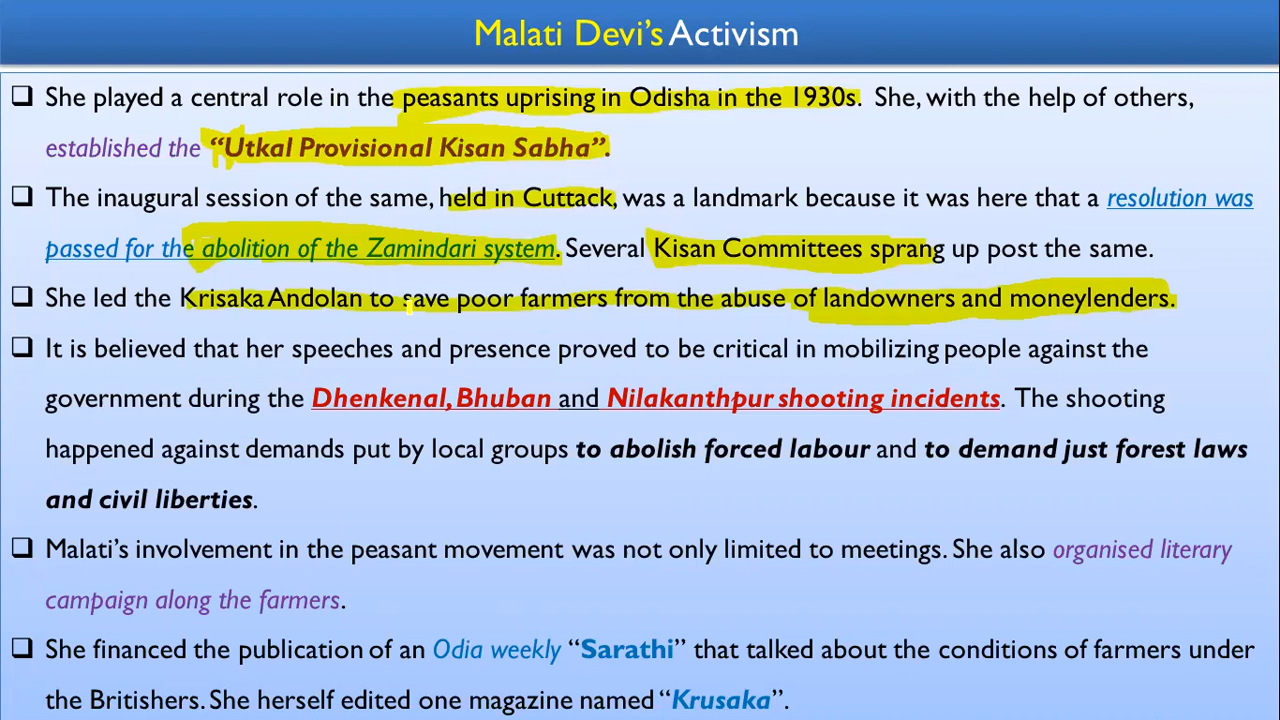 Malati Devi's Activism
❑ She played a central role in the peasants uprising in Odisha in the 1930s. She, with the help of others,
established the "Utkal Provisional Kisan Sabha".
❑ The inaugural session of the same, held in Cuttack, was a landmark because it was here that a resolution was
passed for the abolition of the Zamindari system. Several Kisan Committees sprang up post the same.
❑ She led the Krisaka Andolan to save poor farmers from the abuse of landowners and moneylenders.
❑ It is believed that her speeches and presence proved to be critical in mobilizing people against the
government during the Dhenkenal, Bhuban and Nilakanthpur shooting incidents. The shooting
happened against demands put by local groups to abolish forced labour and to demand just forest laws
and civil liberties.
❑ Malati's involvement in the peasant movement was not only limited to meetings. She also organised literary
campaign along the farmers.
❑ She financed the publication of an Odia weekly "Sarathi" that talked about the conditions of farmers under
the Britishers. She herself edited one magazine named "Krusaka".